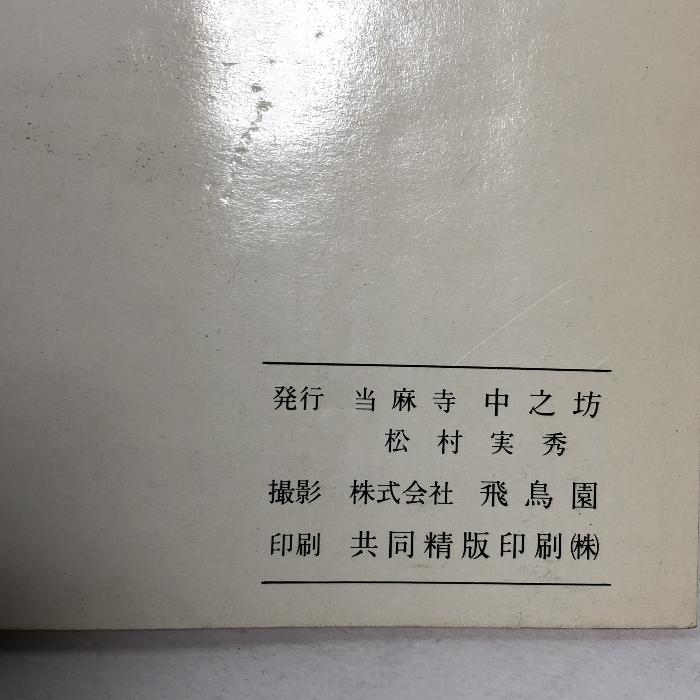 発行 当麻寺 中之坊
松村実秀
撮影 株式会社 飛鳥園
印刷 共同精版印刷㈱